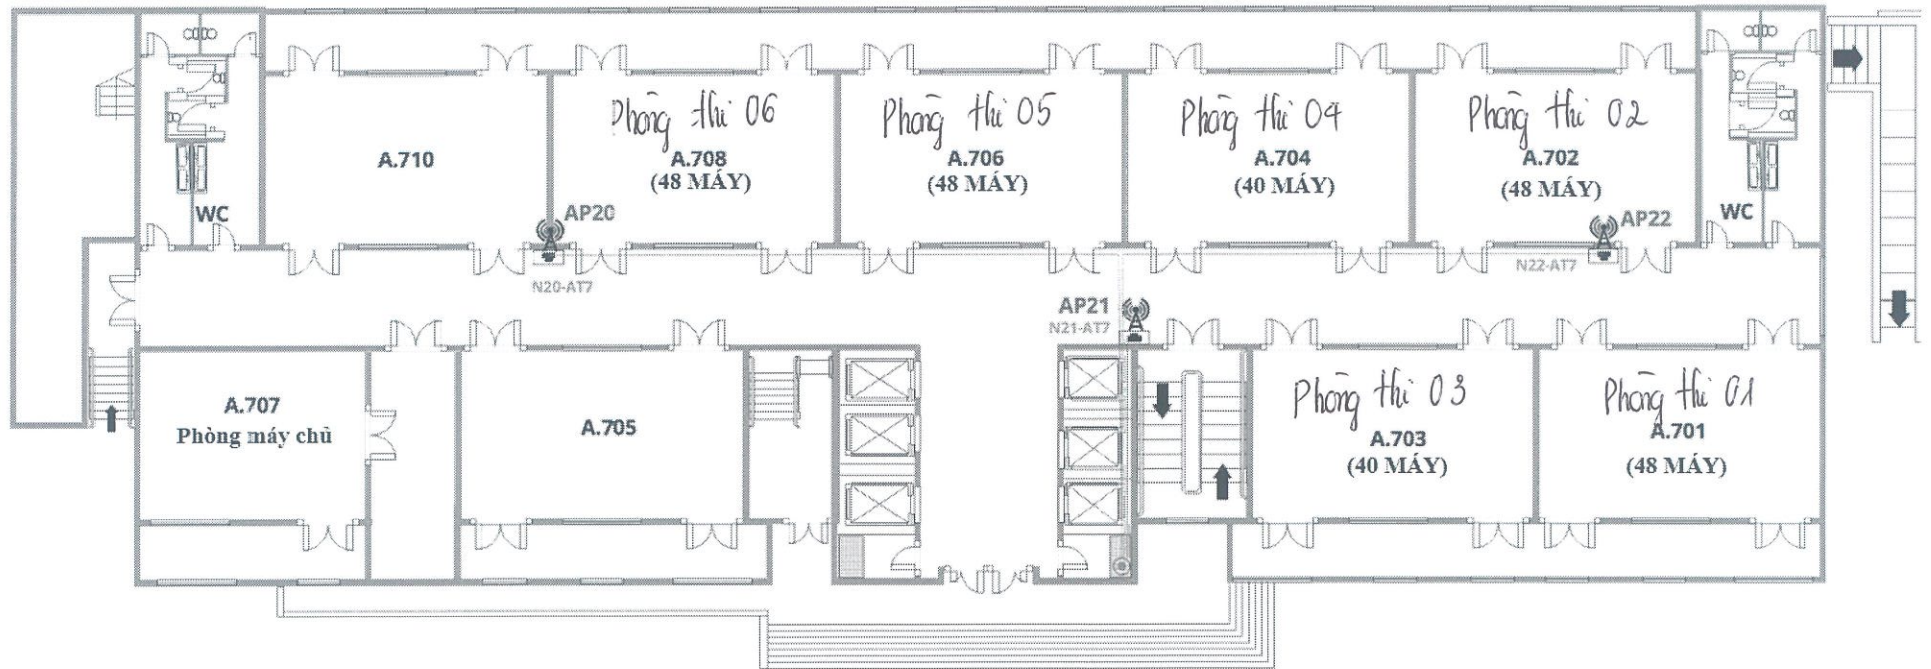 Phòng thi 06
Phòng thi 05
Phòng thi 04
Phòng thi 02
A.710
A.708
(48 MÁY)
A.706
(48 MÁY)
A.704
(40 MÁY)
A.702
(48 MÁY)
WC
AP20
N20-AT7
AP22
N22-AT7
WC
AP21
N21-AT7
A.707
Phòng máy chủ
A.705
Phòng thi 03
A.703
(40 MÁY)
Phòng thi 01
A.701
(48 MÁY)